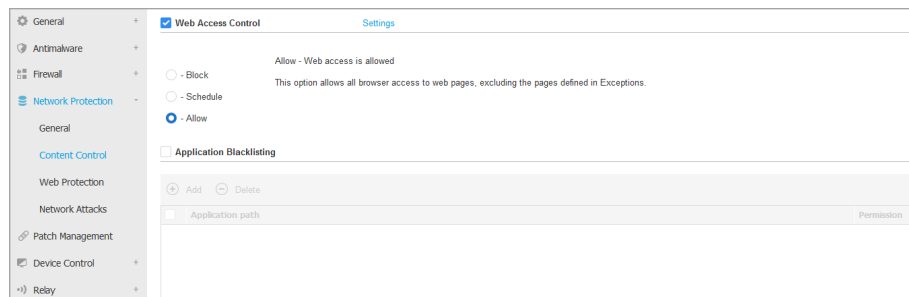 General +
Antimalware +
Firewall +
Network Protection -
General
Content Control
Web Protection
Network Attacks
Patch Management
Device Control +
Relay +
Web Access Control Settings
Allow - Web access is allowed
- Block
This option allows all browser access to web pages, excluding the pages defined in Exceptions.
- Schedule
- Allow
Application Blacklisting
Add Delete
Application path Permission